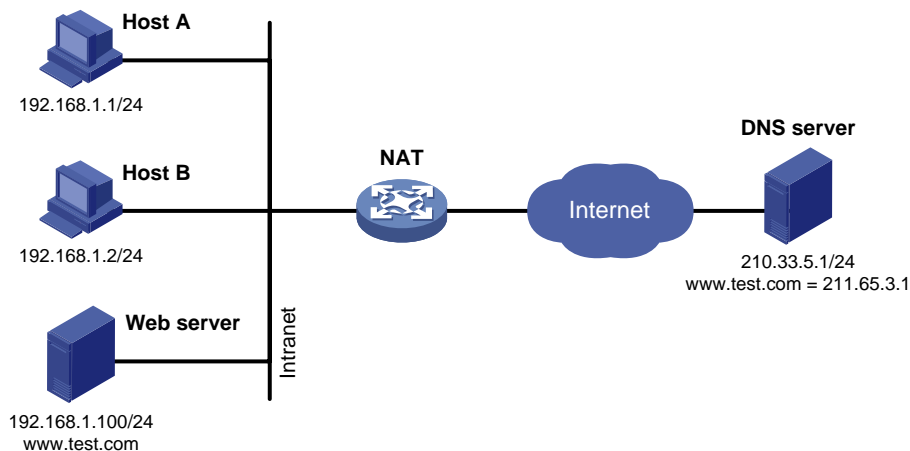 Host A
192.168.1.1/24
Host B
192.168.1.2/24
Web server
192.168.1.100/24
www.test.com
Intranet
NAT
Internet
DNS server
210.33.5.1/24
www.test.com = 211.65.3.1